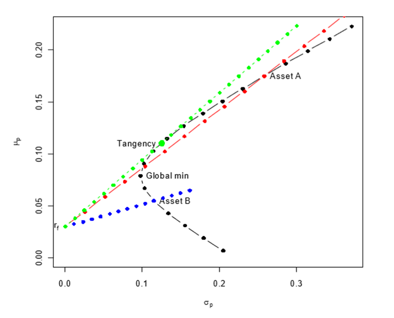 0.20
Asset A
0.15
μp
Tangency
0.10
Global min
Asset B
0.05
rf
0.00
0.0 0.1 0.2 0.3
σp